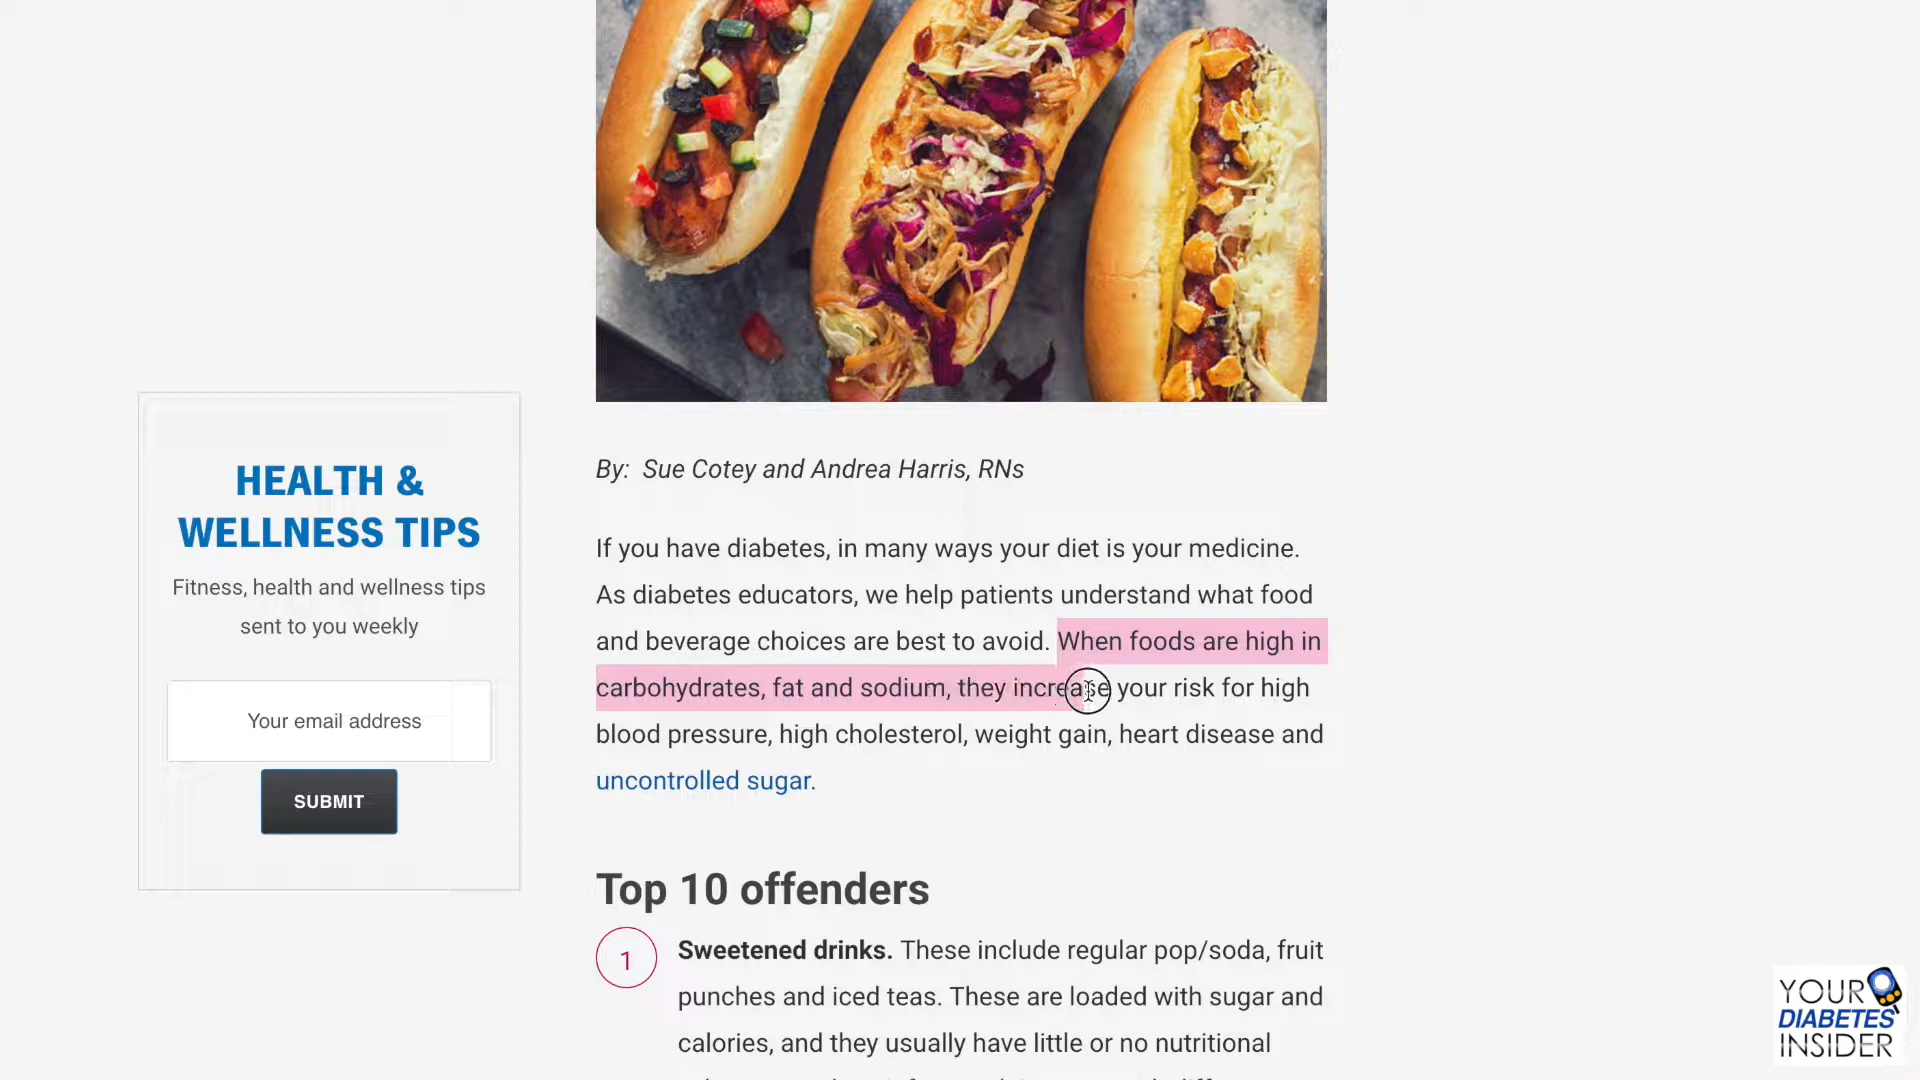 HEALTH &
WELLNESS TIPS
Fitness, health and wellness tips
sent to you weekly
Your email address
SUBMIT
By: Sue Cotey and Andrea Harris, RNs
If you have diabetes, in many ways your diet is your medicine.
As diabetes educators, we help patients understand what food
and beverage choices are best to avoid. When foods are high in
carbohydrates, fat and sodium, they increase your risk for high
blood pressure, high cholesterol, weight gain, heart disease and
uncontrolled sugar.
Top 10 offenders
1
Sweetened drinks. These include regular pop/soda, fruit
punches and iced teas. These are loaded with sugar and
calories, and they usually have little or no nutritional
YOUR
DIABETES
INSIDER